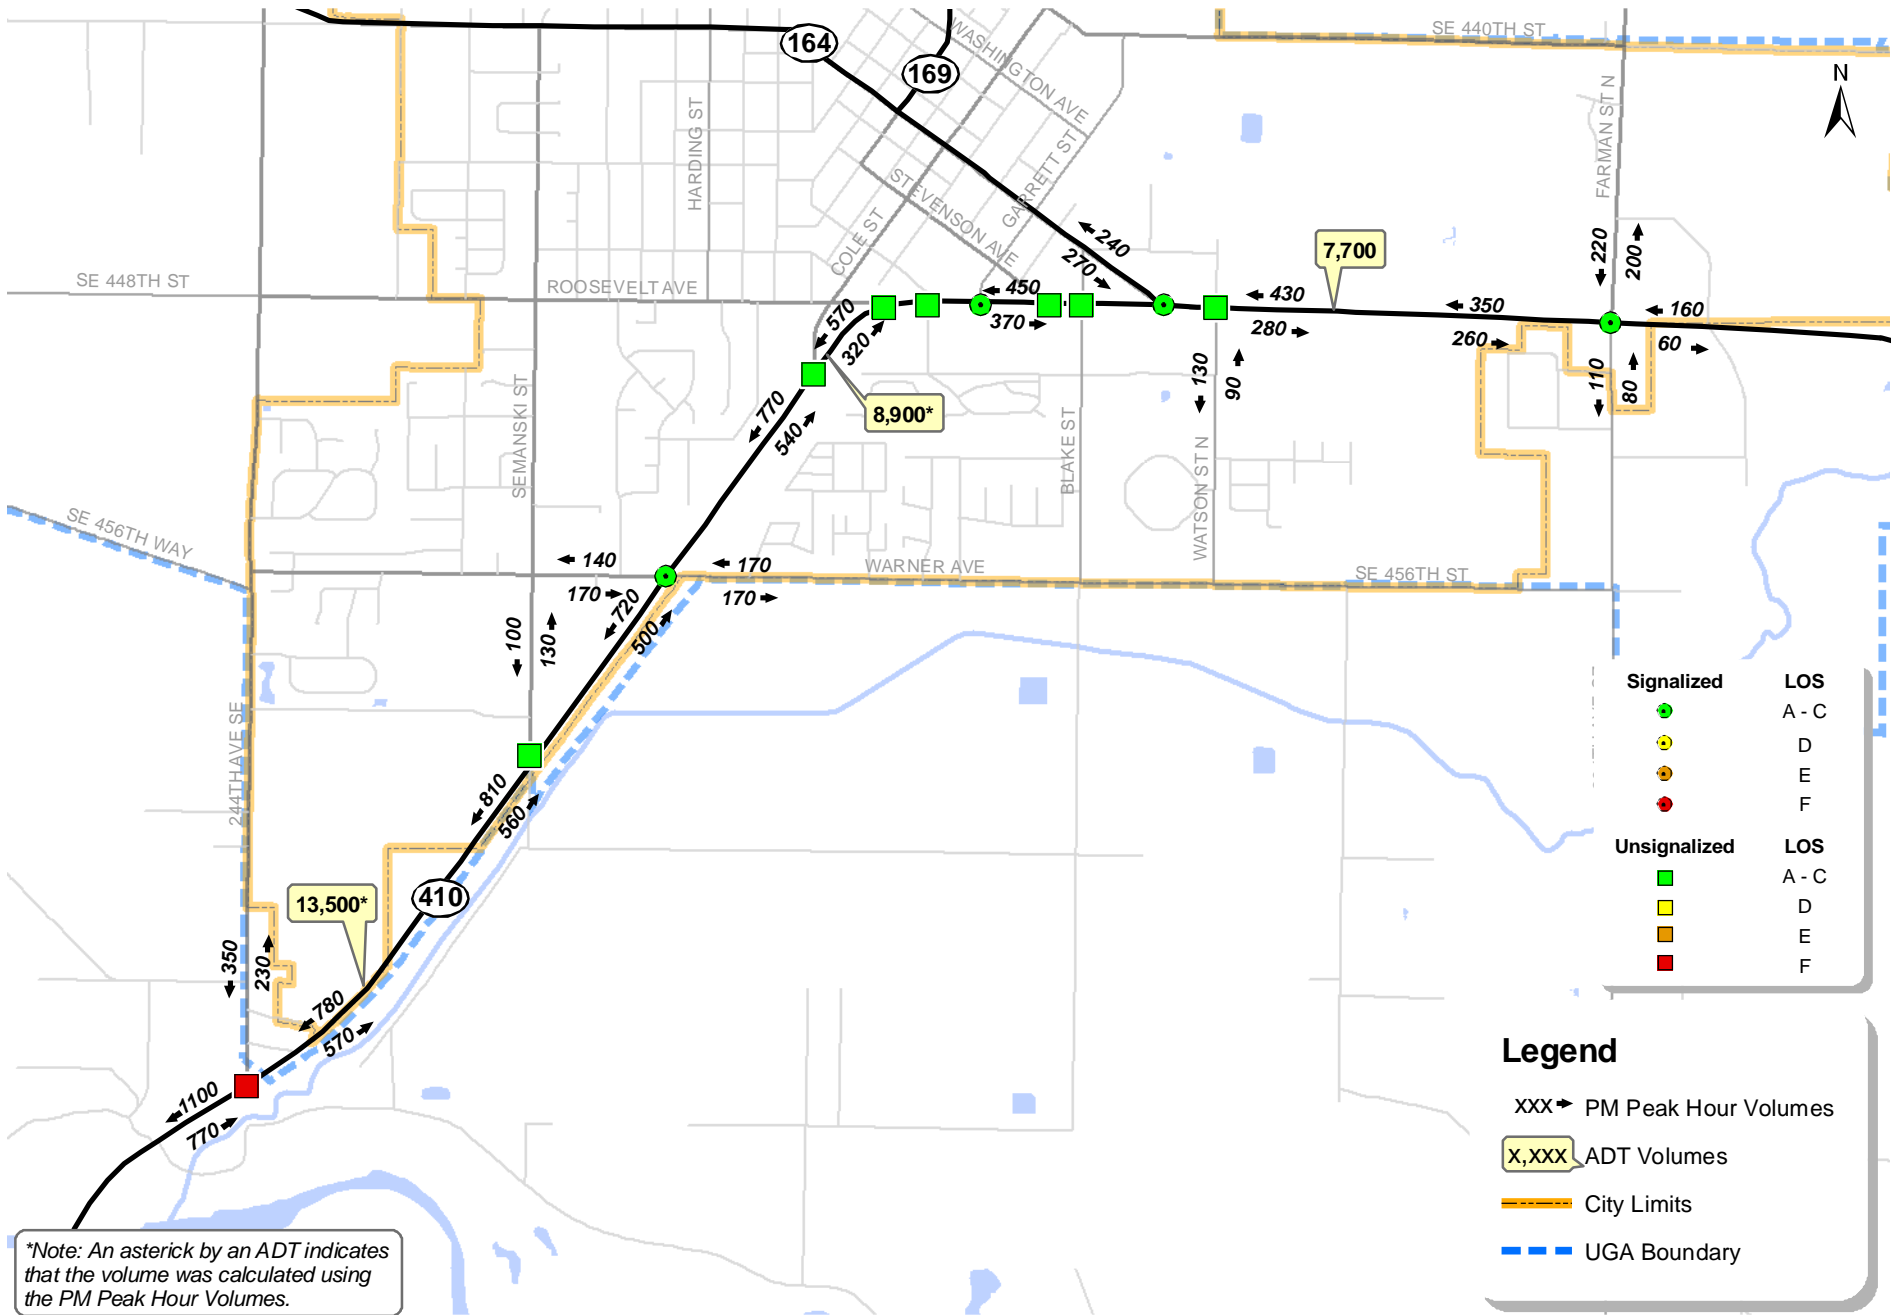 164
169
WASHINGTON AVE
SE 440TH ST
N
HARDING ST
GARRETT ST
STEVENSON AVE
COLE ST
FARMAN ST N
240
270
7,700
220
200
SE 448TH ST
ROOSEVELT AVE
450
370
430
280
350
260
160
60
570
320
130
90
110
80
770
540
8,900*
SEMANSKI ST
BLAKE ST
WATSON ST N
SE 456TH WAY
140
170
170
170
WARNER AVE
SE 456TH ST
720
500
100
130
244TH AVE SE
810
560
410
13,500*
350
230
780
570
1100
770
Signalized LOS
A - C
D
E
F
Unsignalized LOS
A - C
D
E
F
Legend
XXX PM Peak Hour Volumes
X,XXX ADT Volumes
City Limits
UGA Boundary
*Note: An asterick by an ADT indicates
that the volume was calculated using
the PM Peak Hour Volumes.